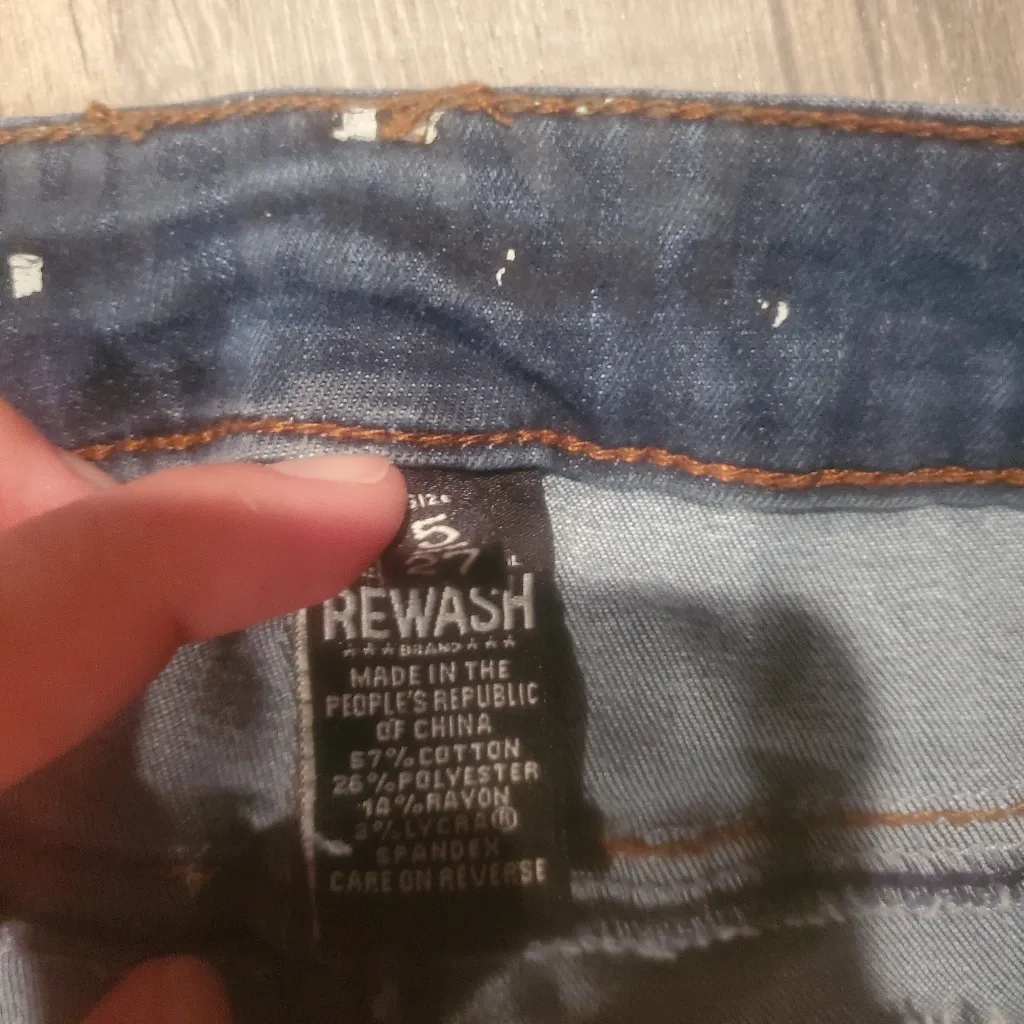 SIZE
5
27
REWASH
★★★BRAND★★★
MADE IN THE
PEOPLE'S REPUBLIC
OF CHINA
57% COTTON
26% POLYESTER
14% RAYON
3% LYCRA®
SPANDEX
CARE ON REVERSE